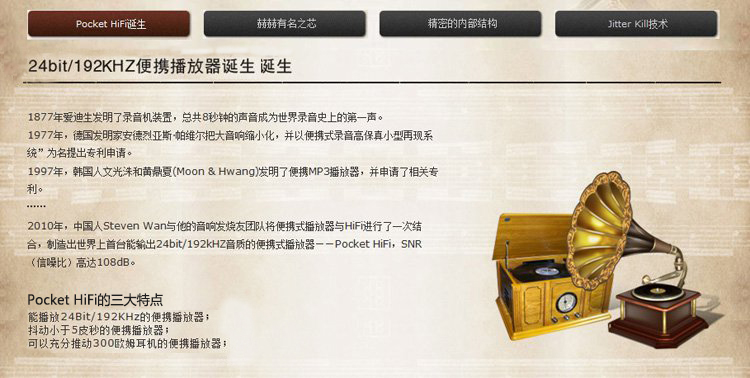 Pocket HiFi诞生
赫赫有名之芯
精密的内部结构
Jitter Kill技术
24bit/192KHZ便携播放器诞生 诞生
1877年爱迪生发明了录音机装置，总共8秒钟的声音成为世界录音史上的第一声。
1977年，德国发明家安德烈亚斯·帕维尔把大音响缩小化，并以便携式录音高保真小型再现系
统”为名提出专利申请。
1997年，韩国人文光洙和黄鼎夏(Moon & Hwang)发明了便携MP3播放器，并申请了相关专
利。
······
2010年，中国人Steven Wan与他的音响发烧友团队将便携式播放器与HiFi进行了一次结
合，制造出世界上首台能输出24bit/192kHZ音质的便携式播放器－－Pocket HiFi，SNR
（信噪比）高达108dB。
Pocket HiFi的三大特点
能播放24Bit/192KHz的便携播放器；
抖动小于5皮秒的便携播放器；
可以充分推动300欧姆耳机的便携播放器；